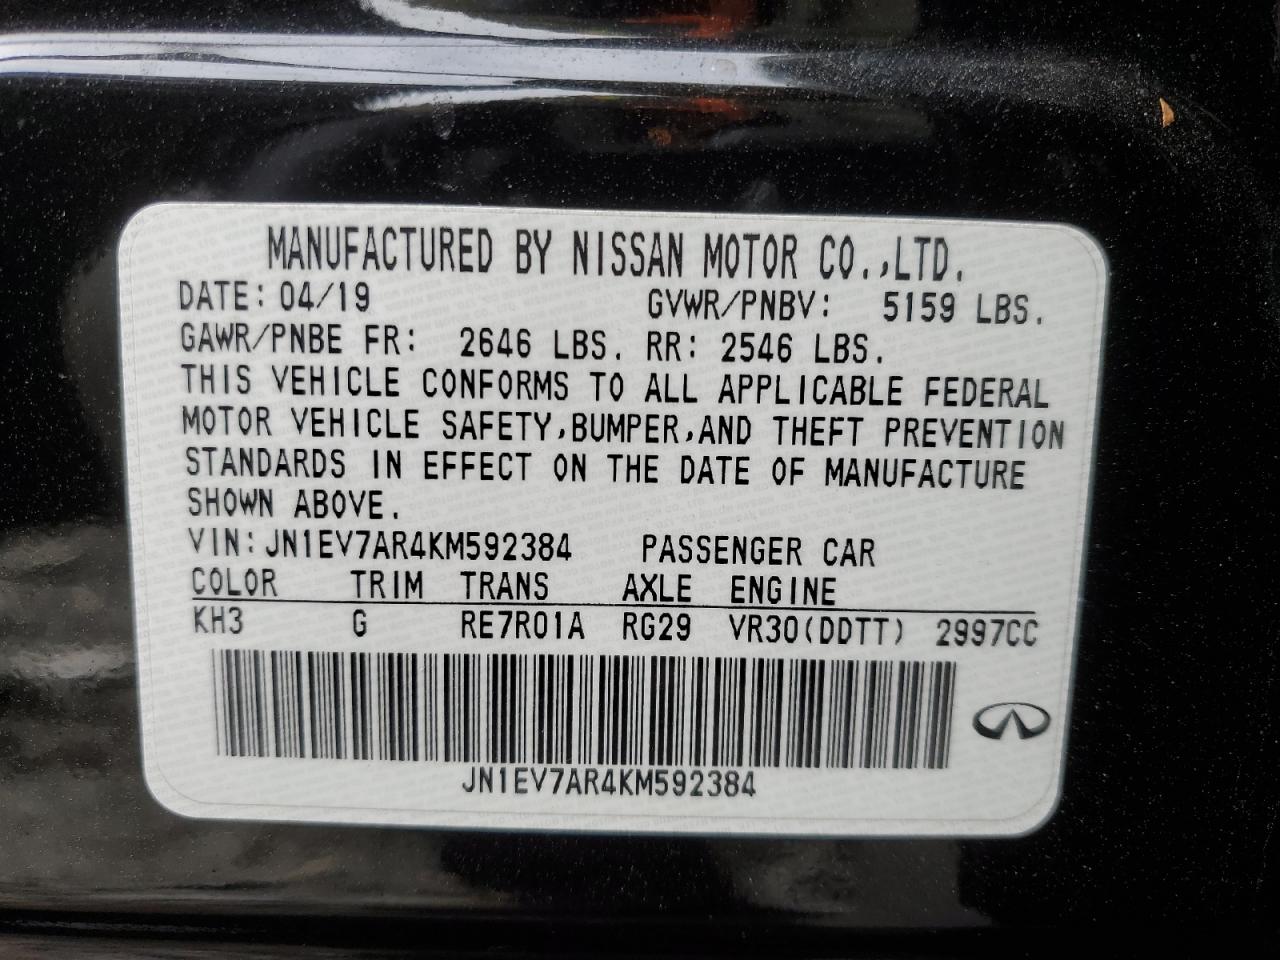 MANUFACTURED BY NISSAN MOTOR CO.,LTD.
DATE: 04/19 GVWR/PNBV: 5159 LBS.
GAWR/PNBE FR: 2646 LBS. RR: 2546 LBS.
THIS VEHICLE CONFORMS TO ALL APPLICABLE FEDERAL
MOTOR VEHICLE SAFETY,BUMPER,AND THEFT PREVENTION
STANDARDS IN EFFECT ON THE DATE OF MANUFACTURE
SHOWN ABOVE.
VIN: JN1EV7AR4KM592384 PASSENGER CAR
COLOR TRIM TRANS AXLE ENGINE
KH3 G RE7R01A RG29 VR30(DDTT) 2997CC
JN1EV7AR4KM592384